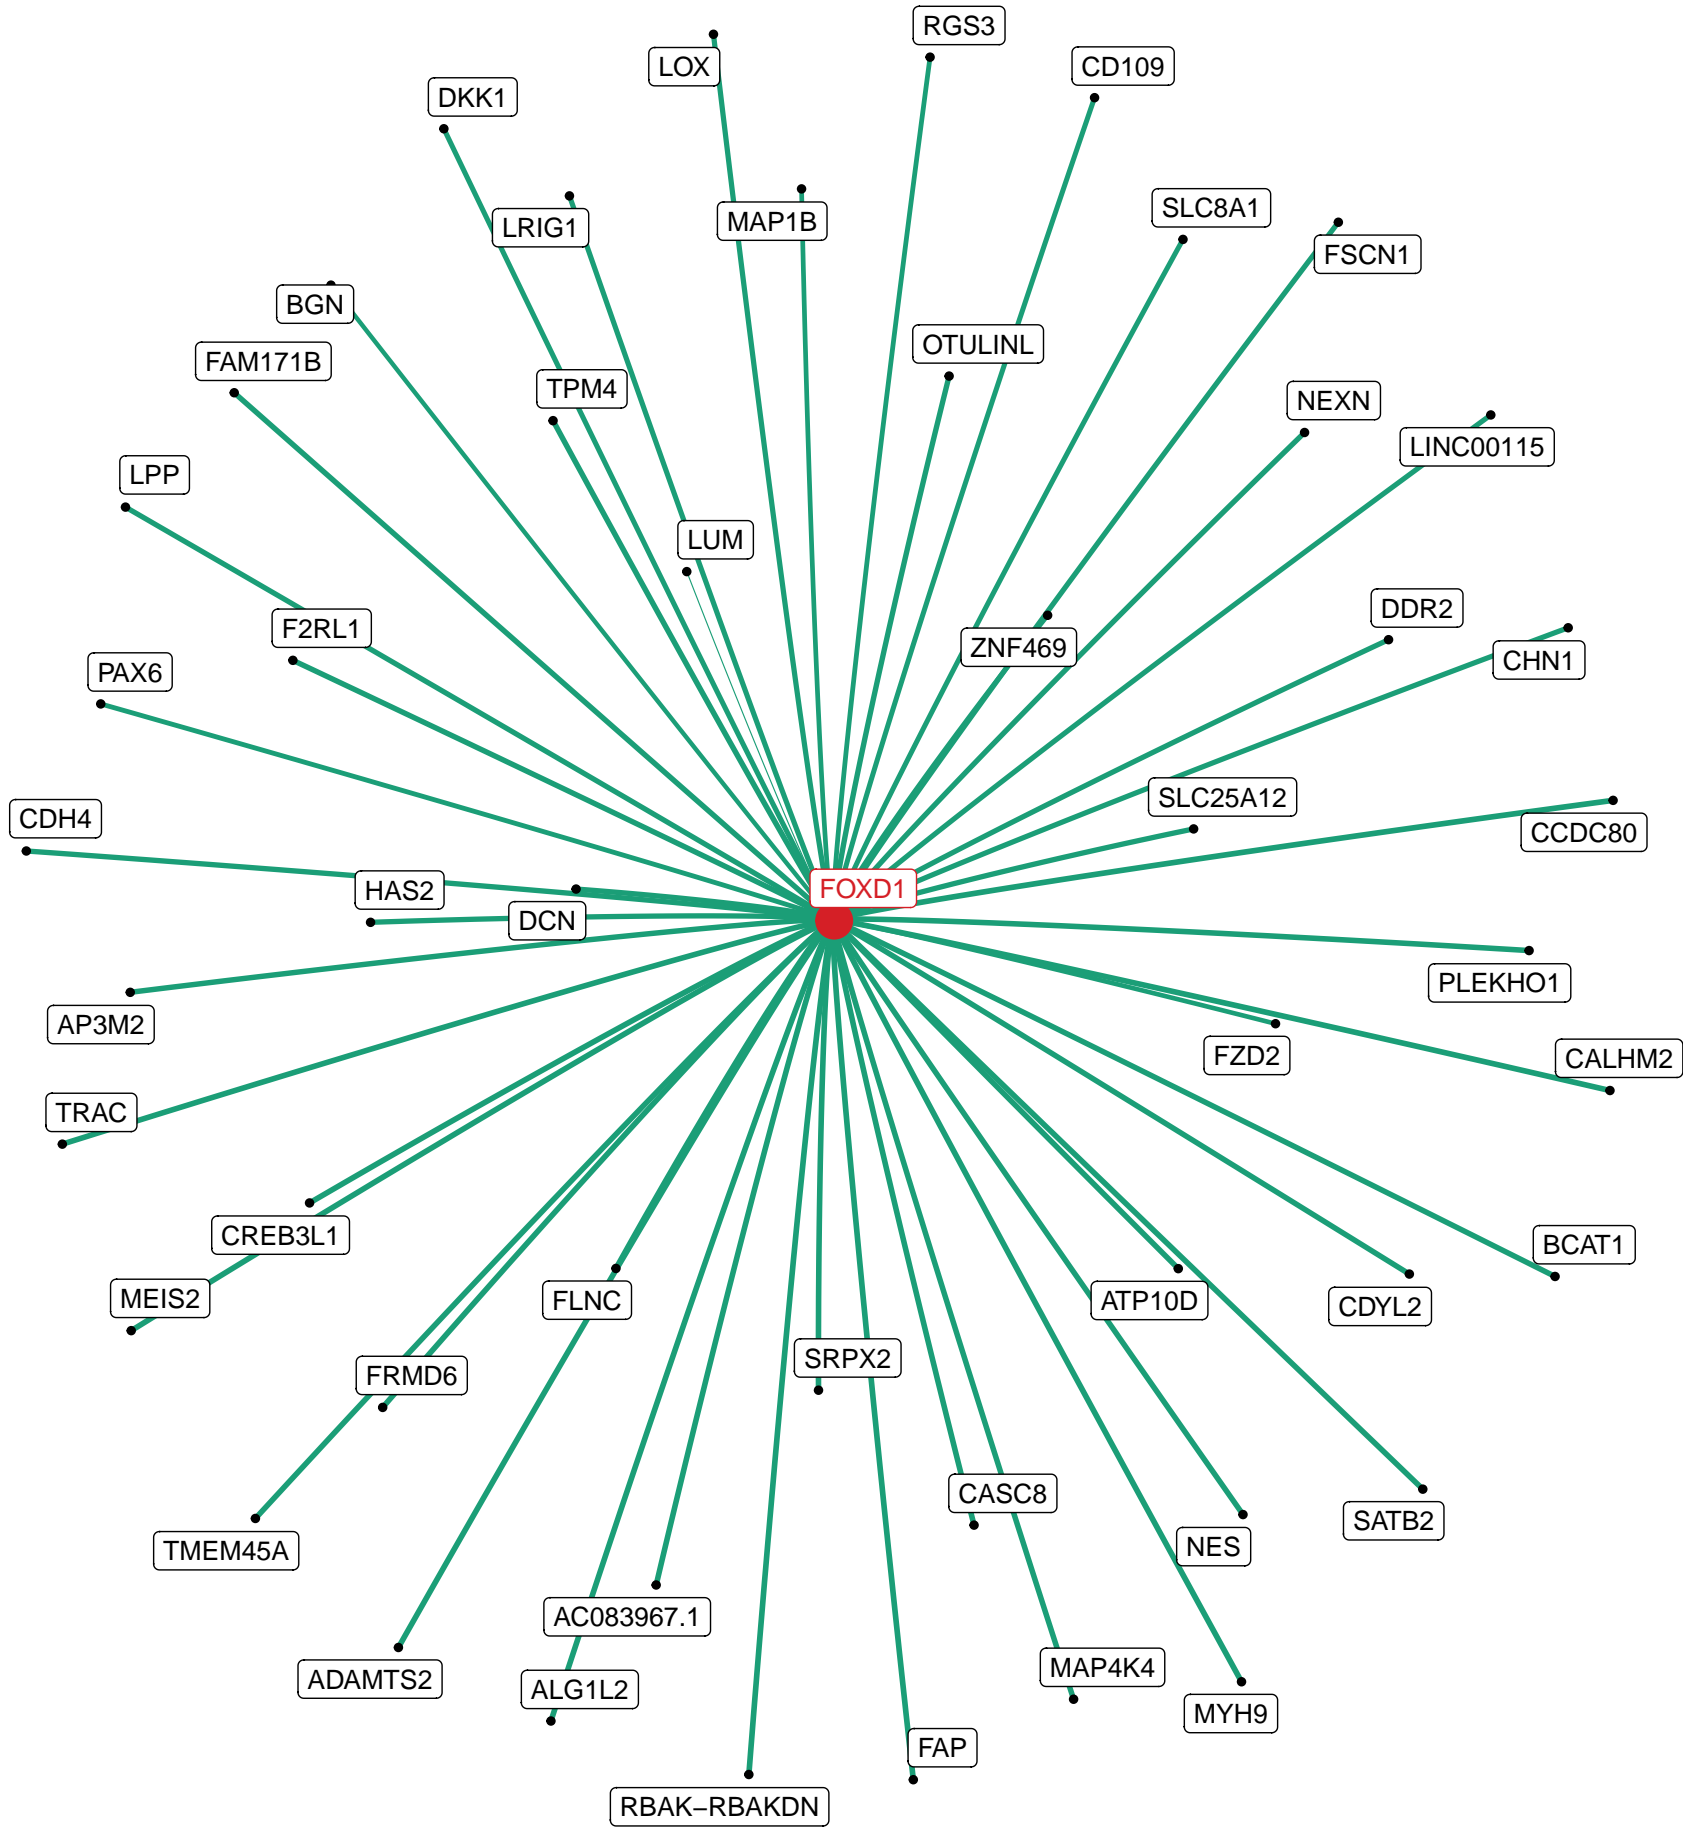 RGS3
LOX
CD109
DKK1
SLC8A1
MAP1B
LRIG1
FSCN1
BGN
OTULINL
FAM171B
TPM4
NEXN
LINC00115
LPP
LUM
DDR2
F2RL1
ZNF469
CHN1
PAX6
SLC25A12
CDH4
CCDC80
HAS2
FOXD1
DCN
PLEKHO1
AP3M2
FZD2
CALHM2
TRAC
CREB3L1
BCAT1
MEIS2
FLNC
ATP10D
CDYL2
SRPX2
FRMD6
CASC8
SATB2
TMEM45A
NES
AC083967.1
MAP4K4
ADAMTS2
ALG1L2
MYH9
FAP
RBAK−RBAKDN